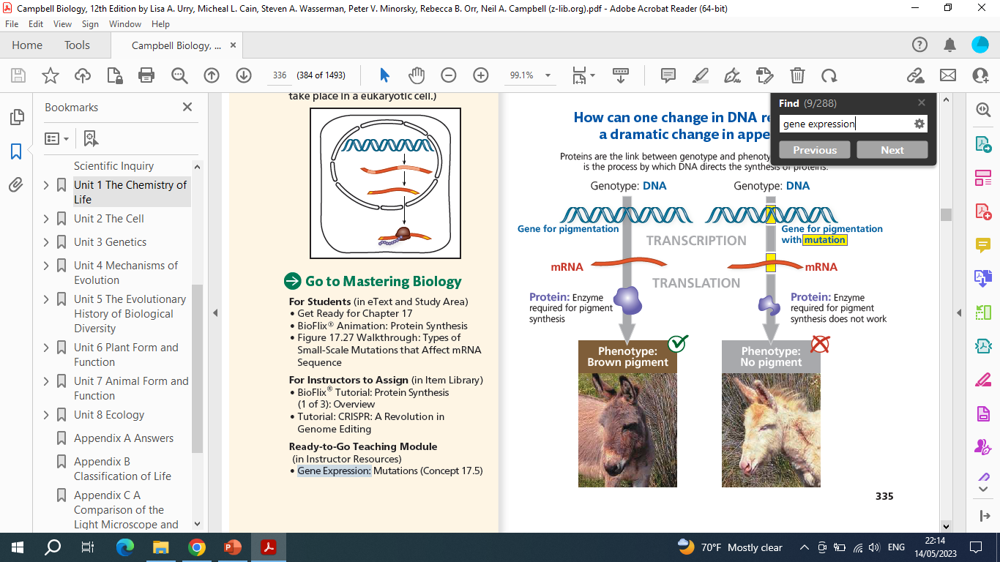 Campbell Biology, 12th Edition by Lisa A. Urry, Micheal L. Cain, Steven A. Wasserman, Peter V. Minorsky, Rebecca B. Orr, Neil A. Campbell (z-lib.org).pdf - Adobe Acrobat Reader (64-bit)
File Edit View Sign Window Help
Home Tools Campbell Biology, ...
336 (384 of 1493) 99.1%
Bookmarks
Scientific Inquiry
Unit 1 The Chemistry of
Life
Unit 2 The Cell
Unit 3 Genetics
Unit 4 Mechanisms of
Evolution
Unit 5 The Evolutionary
History of Biological
Diversity
Unit 6 Plant Form and
Function
Unit 7 Animal Form and
Function
Unit 8 Ecology
Appendix A Answers
Appendix B
Classification of Life
Appendix C A
Comparison of the
Light Microscope and
take place in a eukaryotic cell.)
Go to Mastering Biology
For Students (in eText and Study Area)
• Get Ready for Chapter 17
• BioFlix® Animation: Protein Synthesis
• Figure 17.27 Walkthrough: Types of
Small-Scale Mutations that Affect mRNA
Sequence
For Instructors to Assign (in Item Library)
• BioFlix® Tutorial: Protein Synthesis
(1 of 3): Overview
• Tutorial: CRISPR: A Revolution in
Genome Editing
Ready-to-Go Teaching Module
(in Instructor Resources)
• Gene Expression: Mutations (Concept 17.5)
Find (9/288)
gene expression
Previous Next
How can one change in DNA re
a dramatic change in appe
Proteins are the link between genotype and phenoty
is the process by which DNA directs the synthesis of proteins.
Genotype: DNA Genotype: DNA
Gene for pigmentation
Gene for pigmentation
with mutation
TRANSCRIPTION
mRNA mRNA
TRANSLATION
Protein: Enzyme
required for pigment
synthesis
Protein: Enzyme
required for pigment
synthesis does not work
Phenotype:
Brown pigment
Phenotype:
No pigment
335
70°F Mostly clear ENG
22:14
14/05/2023